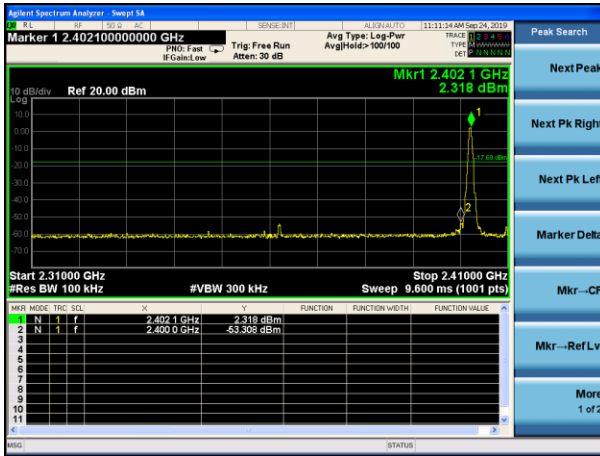 Agilent Spectrum Analyzer - Swept SA
RL RF 50 Ω AC SENSE:INT ALIGNAUTO 11:11:14 AM Sep 24, 2019
Marker 1 2.402100000000 GHz
PNO: Fast
IFGain:Low
Trig: Free Run
Atten: 30 dB
Avg Type: Log-Pwr
Avg|Hold:>100/100
TRACE 1 2 3 4 5 6
TYPE M
DET P N N N N N
Peak Search
Mkr1 2.402 1 GHz
2.318 dBm
10 dB/div Ref 20.00 dBm
Log
10.0
0.00
-10.0
-20.0
-30.0
-40.0
-50.0
-60.0
-70.0
1
-17.69 dBm
2
Start 2.31000 GHz Stop 2.41000 GHz
#Res BW 100 kHz #VBW 300 kHz Sweep 9.600 ms (1001 pts)
MKR MODE TRC SCL X Y FUNCTION FUNCTION WIDTH FUNCTION VALUE
1 N 1 f 2.402 1 GHz 2.318 dBm
2 N 1 f 2.400 0 GHz -53.308 dBm
3
4
5
6
7
8
9
10
11
MSG STATUS
Next Peak
Next Pk Right
Next Pk Left
Marker Delta
Mkr→CF
Mkr→Ref Lv
More
1 of 2